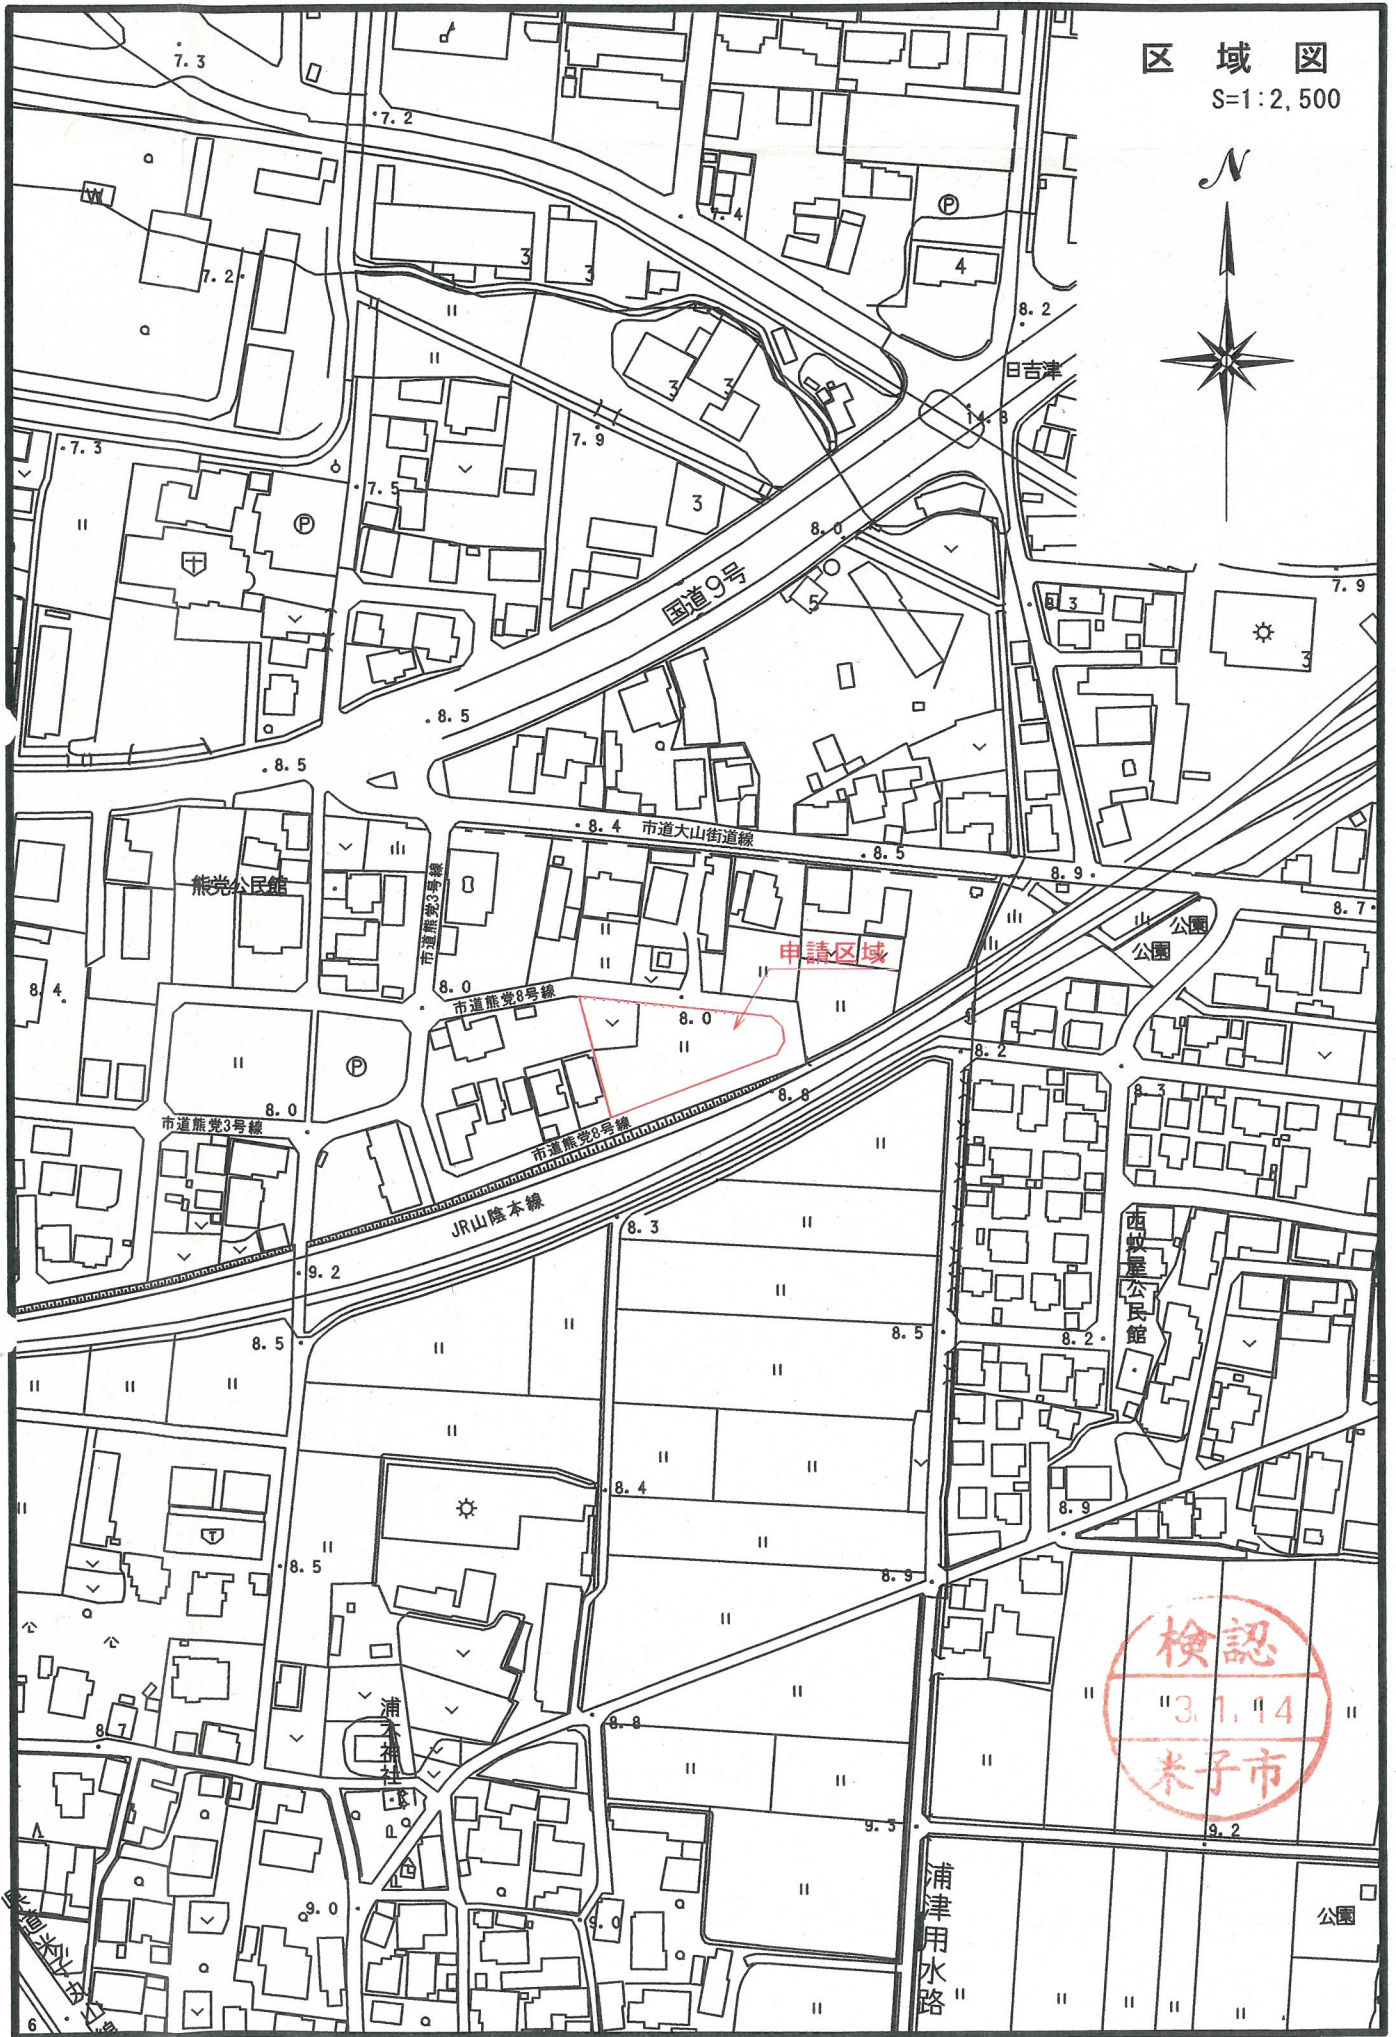 区域図
S=1:2,500
N
7.3
7.2
7.4
P
3
3
4
7.2
8.2
日吉津
3
3
14.8
7.9
7.3
7.5
3
P
8.0
国道9号
7.9
5
8.3
3
8.5
8.5
8.4
市道大山街道線
8.5
8.9
熊党公民館
市道熊党3号線
8.7
公園
公園
申請区域
8.4
8.0
市道熊党8号線
8.0
P
8.2
8.8
8.3
8.0
市道熊党3号線
市道熊党8号線
JR山陰本線
8.3
西蚊屋公民館
9.2
8.5
8.5
8.2
8.4
8.9
8.5
8.9
検認
3.1.14
米子市
浦木神社
8.7
8.8
9.3
9.2
浦津用水路
9.0
9.0
公園
6